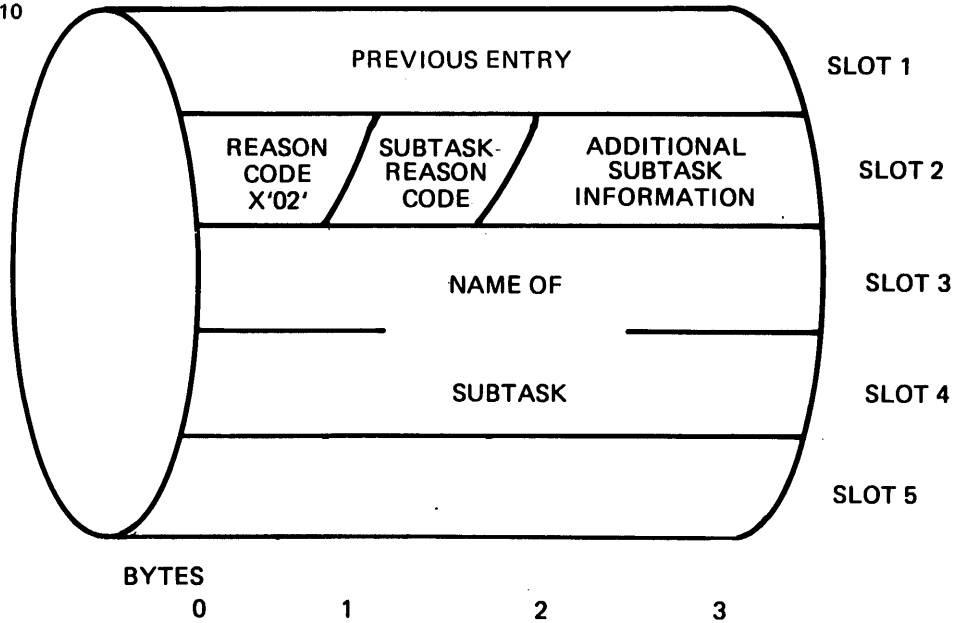 10
PREVIOUS ENTRY
SLOT 1
REASON
CODE
X'02'
SUBTASK-
REASON
CODE
ADDITIONAL
SUBTASK
INFORMATION
SLOT 2
NAME OF
SLOT 3
SUBTASK
SLOT 4
SLOT 5
BYTES
0 1 2 3